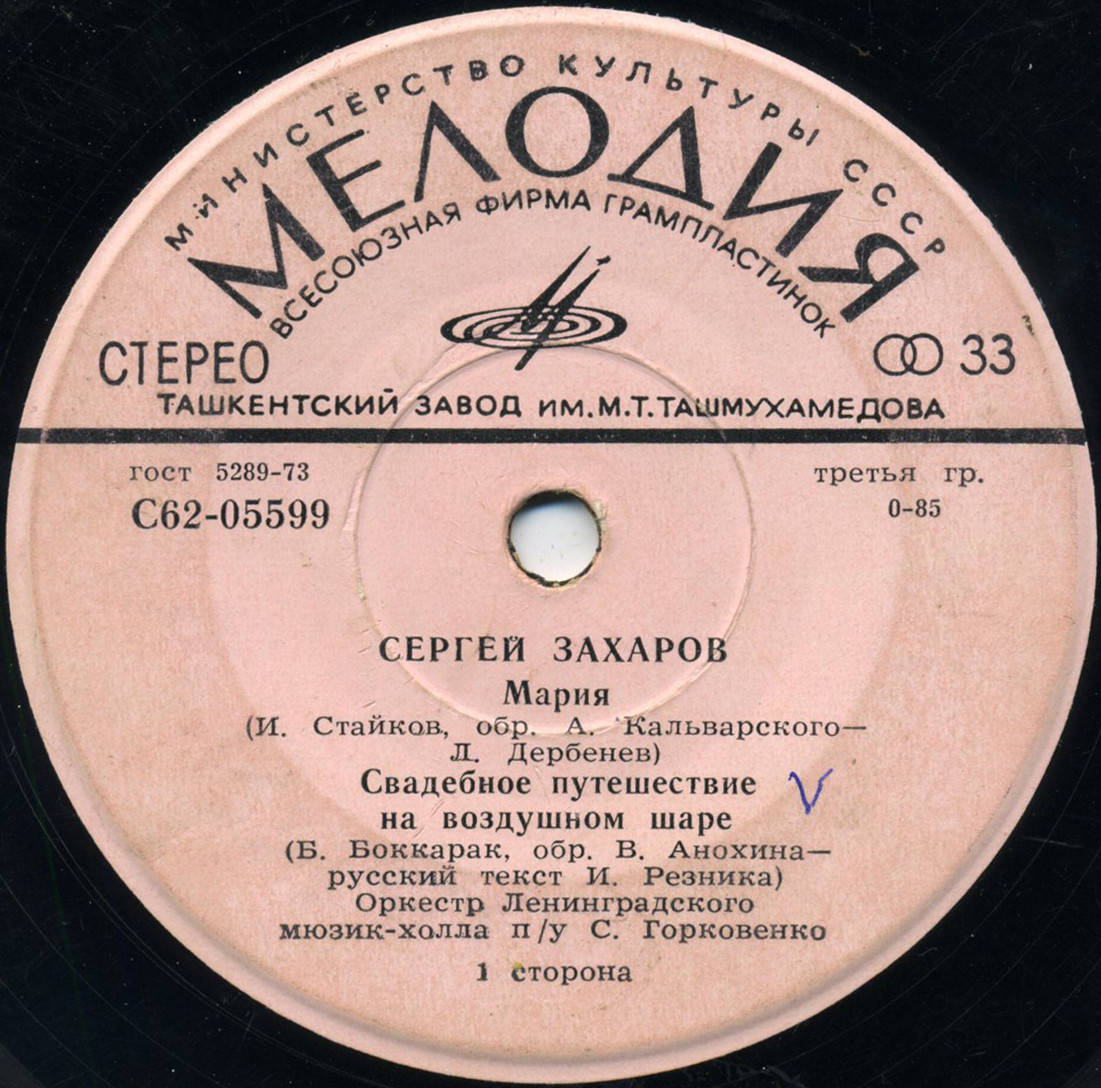 МИНИСТЕРСТВО КУЛЬТУРЫ СССР
МЕЛОДИЯ
ВСЕСОЮЗНАЯ ФИРМА ГРАМПЛАСТИНОК
СТЕРЕО
33
ТАШКЕНТСКИЙ ЗАВОД ИМ. М.Т. ТАШМУХАМЕДОВА
гост 5289-73
третья гр.
С62-05599
0-85
СЕРГЕЙ ЗАХАРОВ
Мария
(И. Стайков, обр. А. Кальварского—
Л. Дербенев)
Свадебное путешествие
на воздушном шаре
V
(Б. Боккарак, обр. В. Анохина—
русский текст И. Резника)
Оркестр Ленинградского
мюзик-холла п/у С. Горковенко
1 сторона